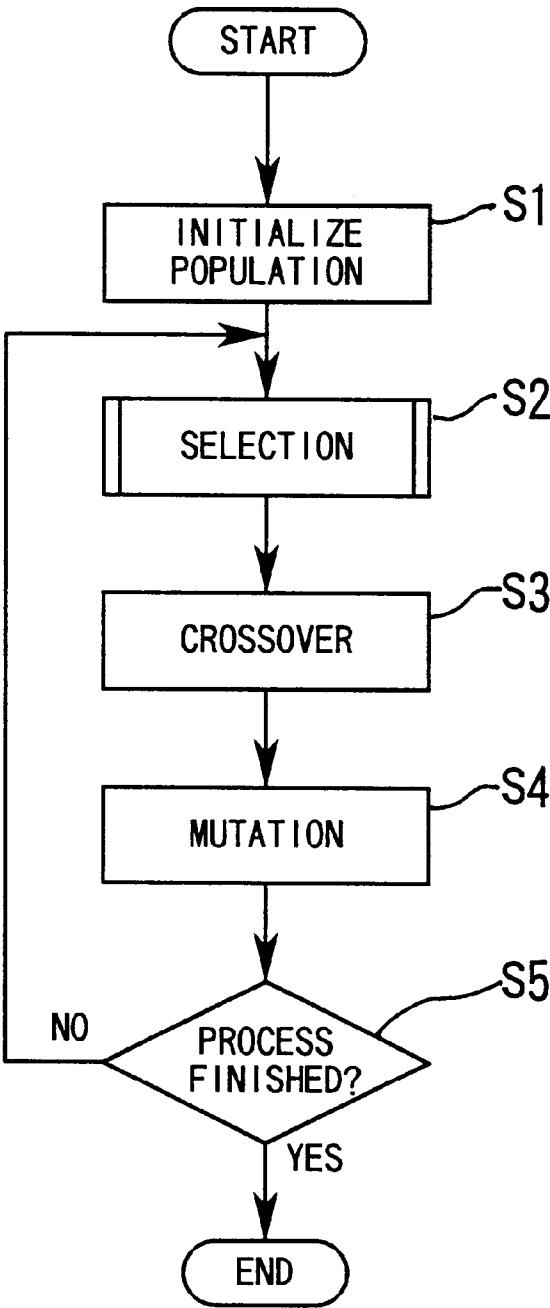 START
S1
INITIALIZE
POPULATION
S2
SELECTION
S3
CROSSOVER
S4
MUTATION
S5
NO
PROCESS
FINISHED?
YES
END